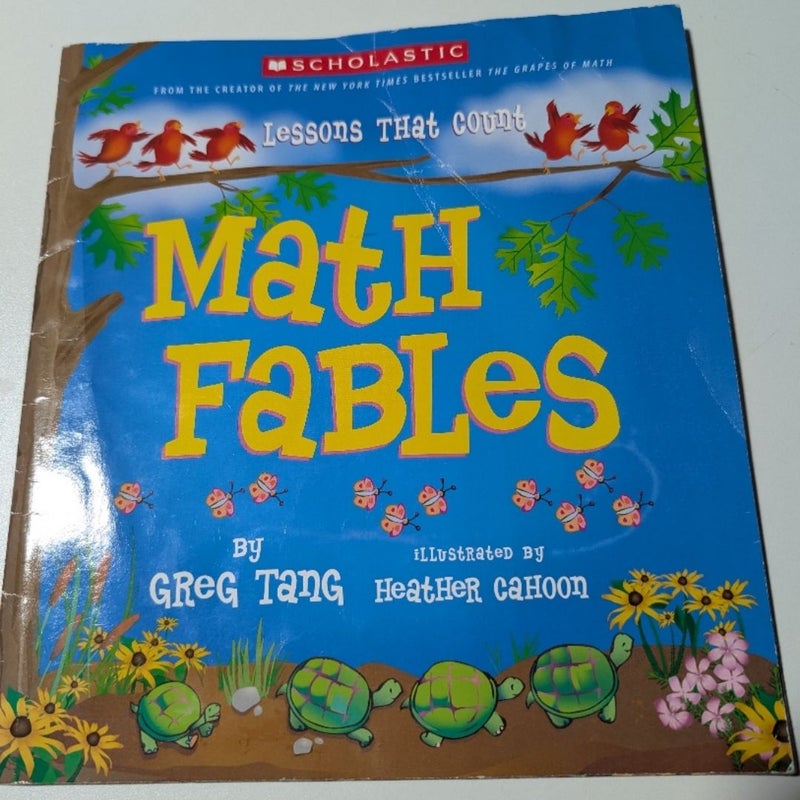 SCHOLASTIC
FROM THE CREATOR OF THE NEW YORK TIMES BESTSELLER THE GRAPES OF MATH
Lessons THat Count
MatH
FaBLes
BY
GReG TanG
iLLUStRateD BY
HeatHeR CaHoon